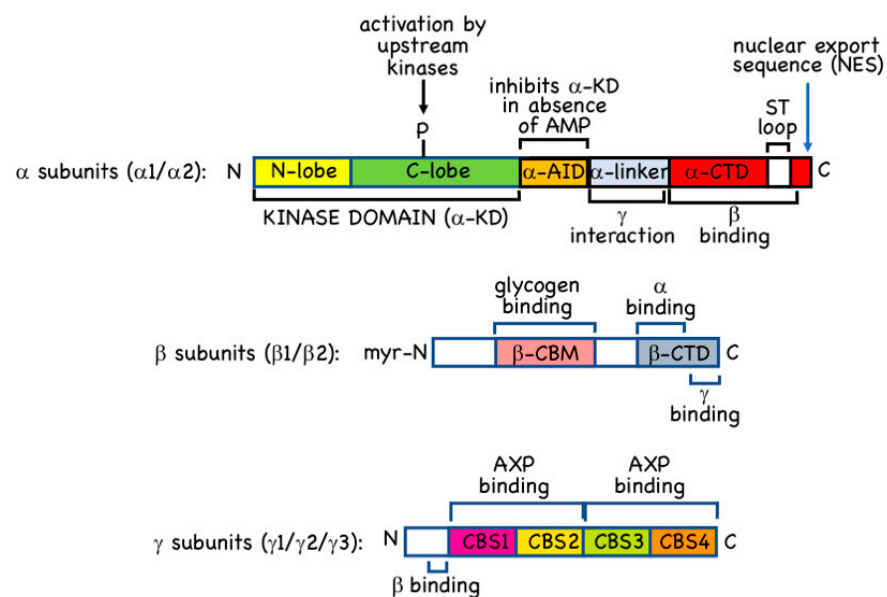 activation by
upstream
kinases
nuclear export
sequence (NES)
inhibits α-KD
in absence
of AMP
ST
loop
P
α subunits (α1/α2): N N-lobe C-lobe α-AID α-linker α-CTD C
KINASE DOMAIN (α-KD)
γ
interaction
β
binding
glycogen
binding
α
binding
β subunits (β1/β2): myr-N β-CBM β-CTD C
γ
binding
AXP
binding
AXP
binding
γ subunits (γ1/γ2/γ3): N CBS1 CBS2 CBS3 CBS4 C
β binding